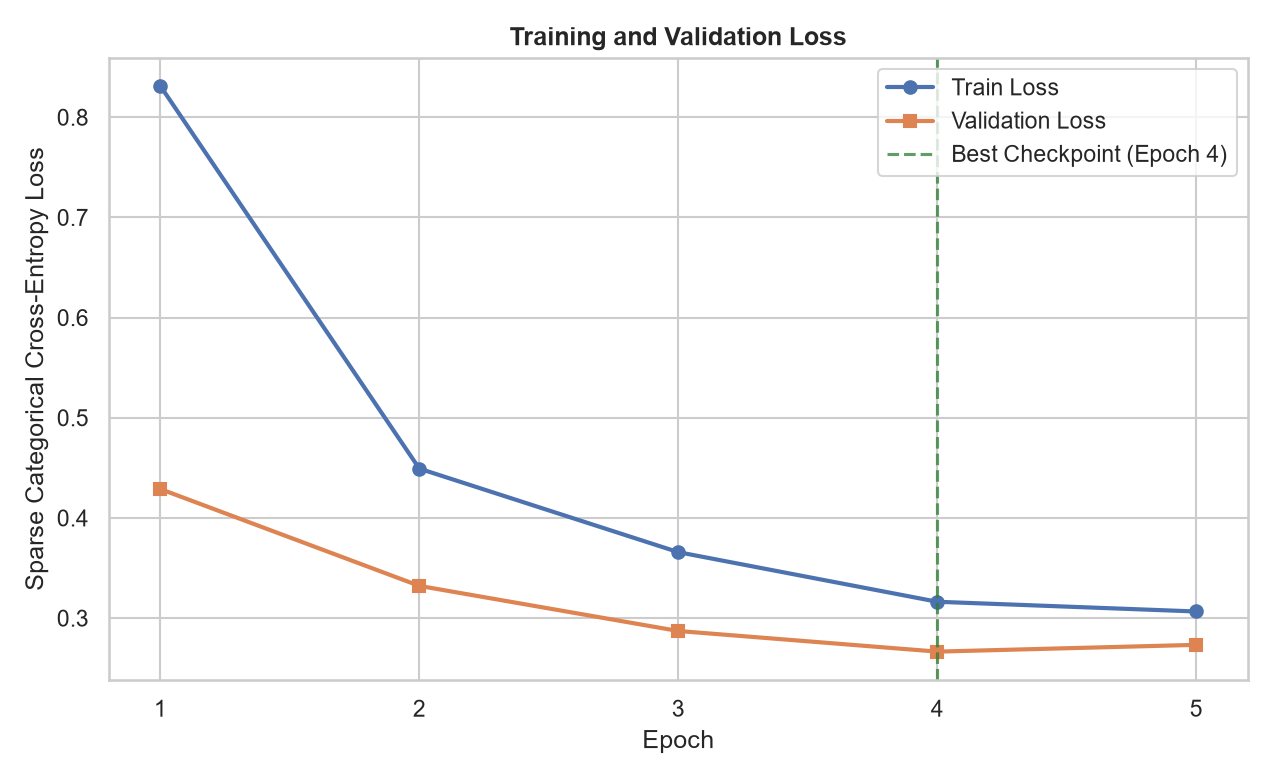 Training and Validation Loss
Train Loss
Validation Loss
Best Checkpoint (Epoch 4)
Sparse Categorical Cross-Entropy Loss
0.8
0.7
0.6
0.5
0.4
0.3
1 2 3 4 5
Epoch